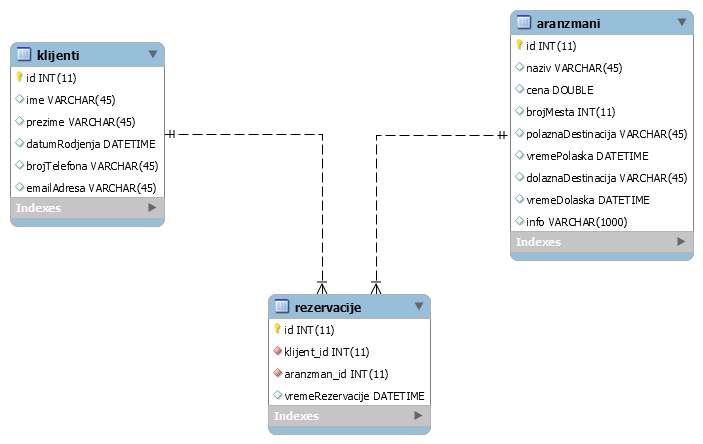 klijenti
id INT(11)
ime VARCHAR(45)
prezime VARCHAR(45)
datumRodjenja DATETIME
brojTelefona VARCHAR(45)
emailAdresa VARCHAR(45)
Indexes
aranzmani
id INT(11)
naziv VARCHAR(45)
cena DOUBLE
brojMesta INT(11)
polaznaDestinacija VARCHAR(45)
vremePolaska DATETIME
dolaznaDestinacija VARCHAR(45)
vremeDolaska DATETIME
info VARCHAR(1000)
Indexes
rezervacije
id INT(11)
klijent_id INT(11)
aranzman_id INT(11)
vremeRezervacije DATETIME
Indexes